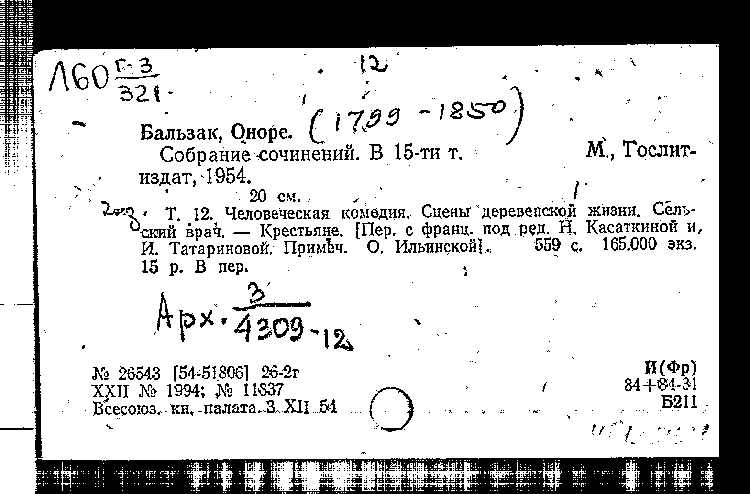 Л60 Г-3/321 12
Бальзак, Оноре. (1799-1850)
Собрание сочинений. В 15-ти т. М., Гослит-
издат, 1954.
20 см.
Т. 12. Человеческая комедия. Сцены деревенской жизни. Сель-
ский врач. — Крестьяне. [Пер. с франц. под ред. Н. Касаткиной и
И. Татариновой. Примеч. О. Ильинской]. 559 с. 165.000 экз.
15 р. В пер.
Арх. 3/4309-12
№ 26543 [54-51806] 26-2г И(Фр)
XXII № 1994; № 11837 84+84-31
Всесоюз. кн. палата 3 XII 54 Б211